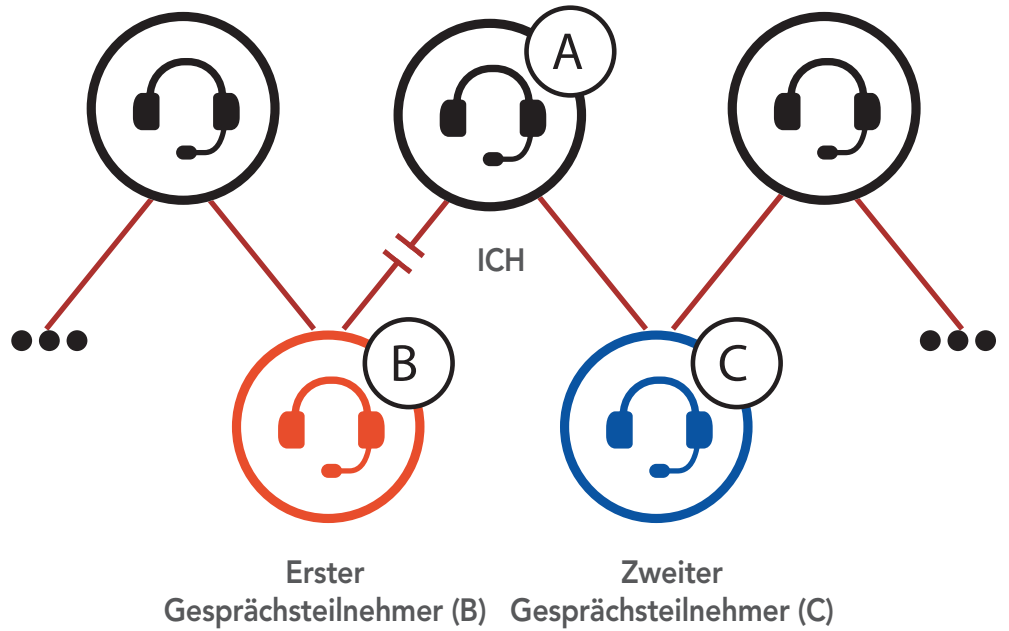 A
ICH
B
C
Erster
Gesprächsteilnehmer (B)
Zweiter
Gesprächsteilnehmer (C)